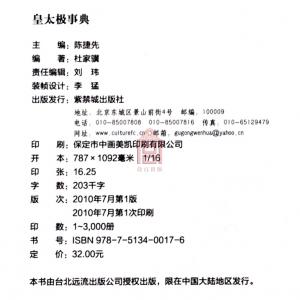 皇太极事典
主　　编：陈捷先
编　　著：杜家骥
责任编辑：刘　玮
装帧设计：李　猛
出版发行：紫禁城出版社
地址：北京东城区景山前街4号　邮编：100009
电话：010-85007808　010-85007816　传真：010-65129479
网址：www.culturefc.cn　邮箱：gugongwenhua@yahoo.cn
印　　刷：保定市中画美凯印刷有限公司
开　　本：787×1092毫米　1/16
印　　张：16.25
字　　数：203千字
版　　次：2010年7月第1版
2010年7月第1次印刷
印　　数：1~3,000册
书　　号：ISBN 978-7-5134-0017-6
定　　价：32.00元
本书由台北远流出版公司授权出版，限在中国大陆地区发行。